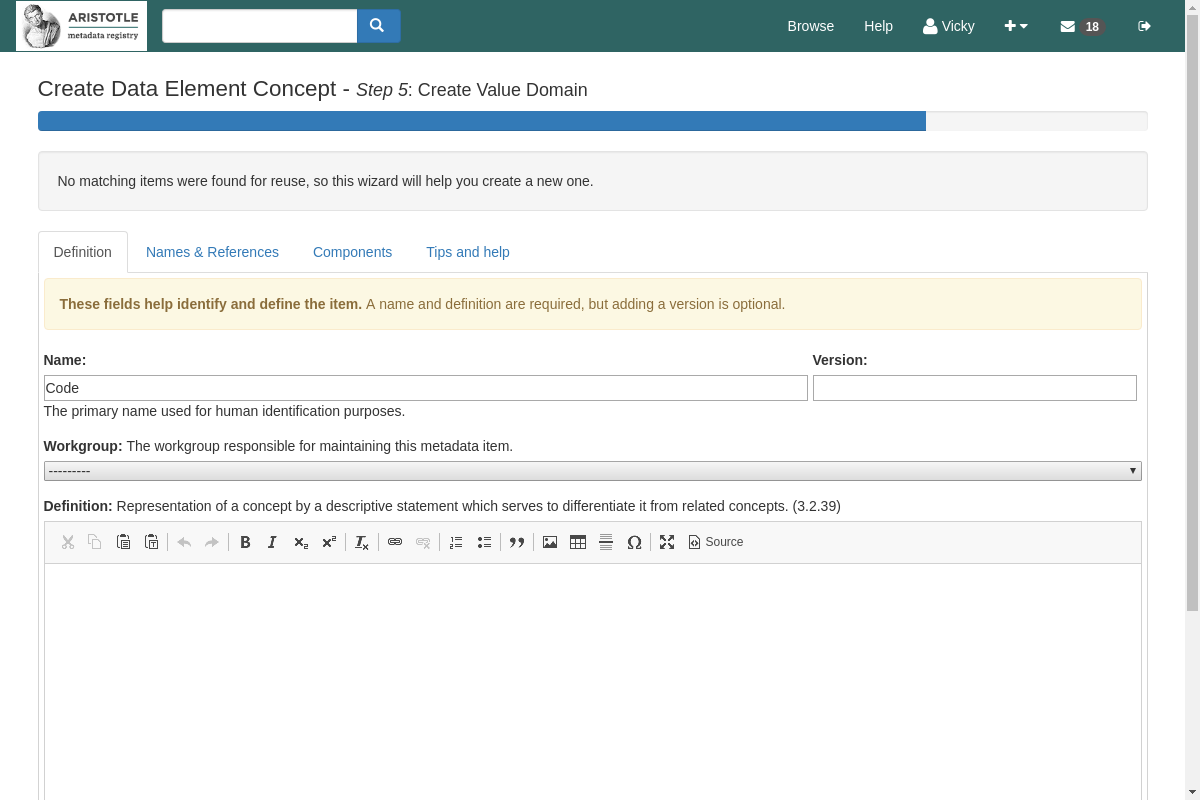 ARISTOTLE
metadata registry
Browse Help Vicky 18
Create Data Element Concept - Step 5: Create Value Domain
No matching items were found for reuse, so this wizard will help you create a new one.
Definition Names & References Components Tips and help
These fields help identify and define the item. A name and definition are required, but adding a version is optional.
Name: Version:
Code
The primary name used for human identification purposes.
Workgroup: The workgroup responsible for maintaining this metadata item.
---------
Definition: Representation of a concept by a descriptive statement which serves to differentiate it from related concepts. (3.2.39)
Source